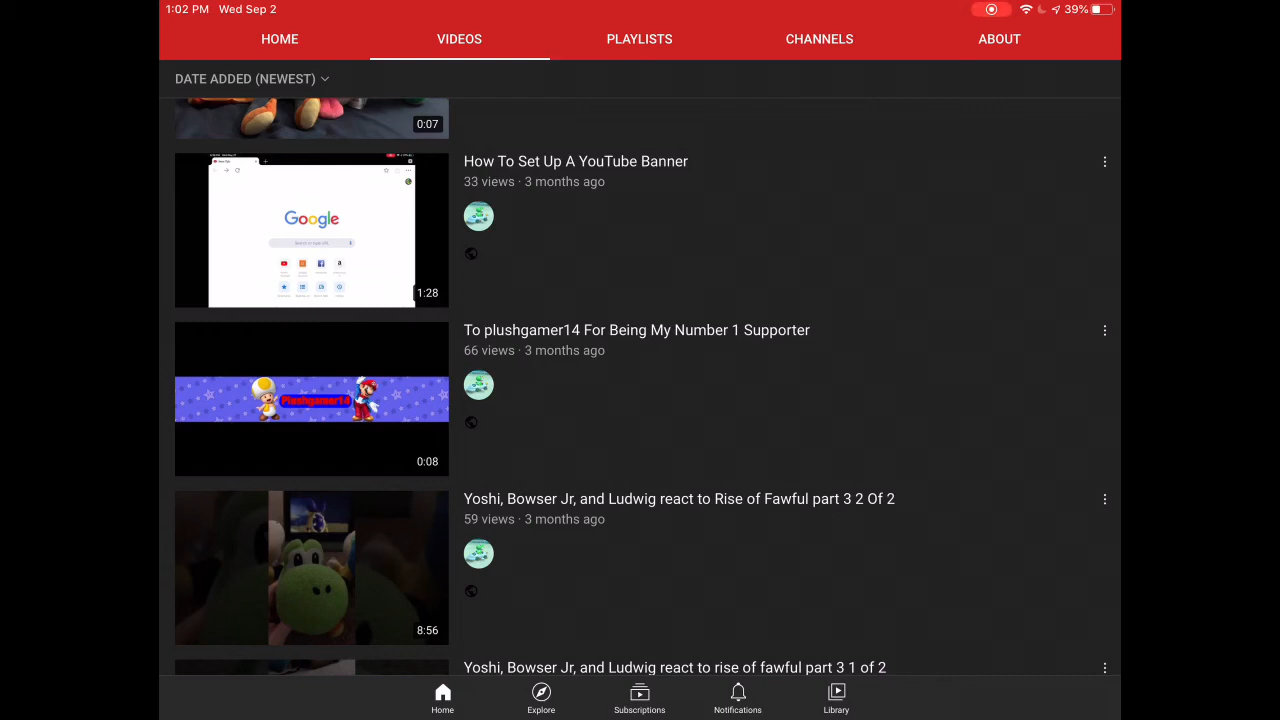 1:02 PM Wed Sep 2
39%
HOME VIDEOS PLAYLISTS CHANNELS ABOUT
DATE ADDED (NEWEST)
0:07
How To Set Up A YouTube Banner
33 views · 3 months ago
Google
1:28
To plushgamer14 For Being My Number 1 Supporter
66 views · 3 months ago
Plushgamer14
0:08
Yoshi, Bowser Jr, and Ludwig react to Rise of Fawful part 3 2 Of 2
59 views · 3 months ago
8:56
Yoshi, Bowser Jr, and Ludwig react to rise of fawful part 3 1 of 2
Home Explore Subscriptions Notifications Library